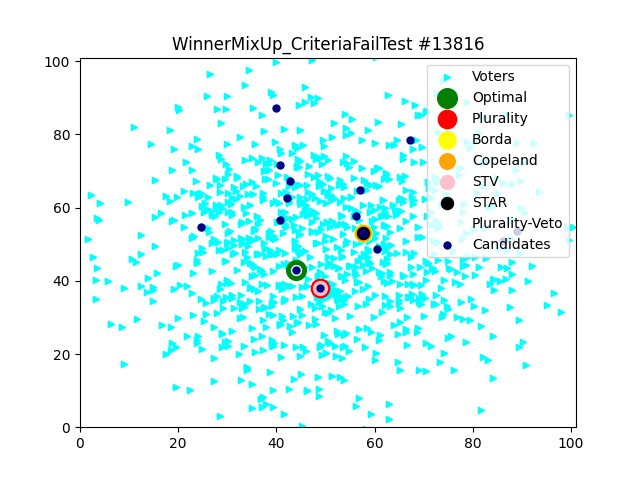 WinnerMixUp_CriteriaFailTest #13816
100
80
60
40
20
0
0
20
40
60
80
100
Voters
Optimal
Plurality
Borda
Copeland
STV
STAR
Plurality-Veto
Candidates